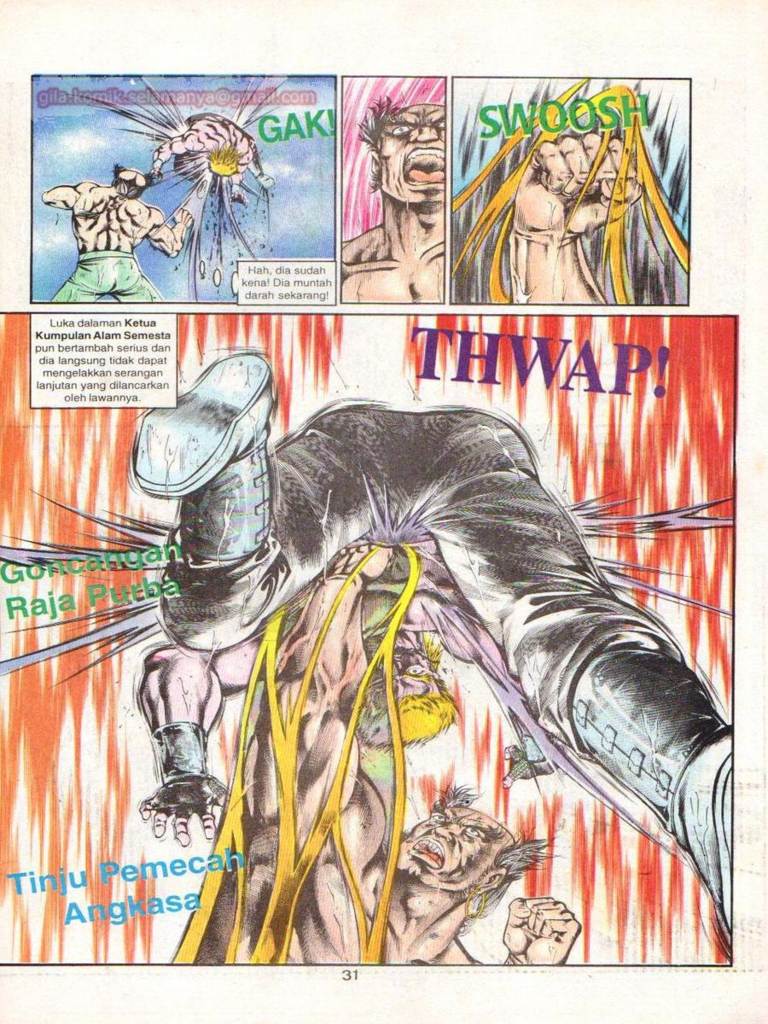 gila-komik-selamanya@gmail.com
GAK!
Hah, dia sudah
kena! Dia muntah
darah sekarang!
SWOOSH
Luka dalaman Ketua
Kumpulan Alam Semesta
pun bertambah serius dan
dia langsung tidak dapat
mengelakkan serangan
lanjutan yang dilancarkan
oleh lawannya.
THWAP!
Goncangan
Raja Purba
Tinju Pemecah
Angkasa
31